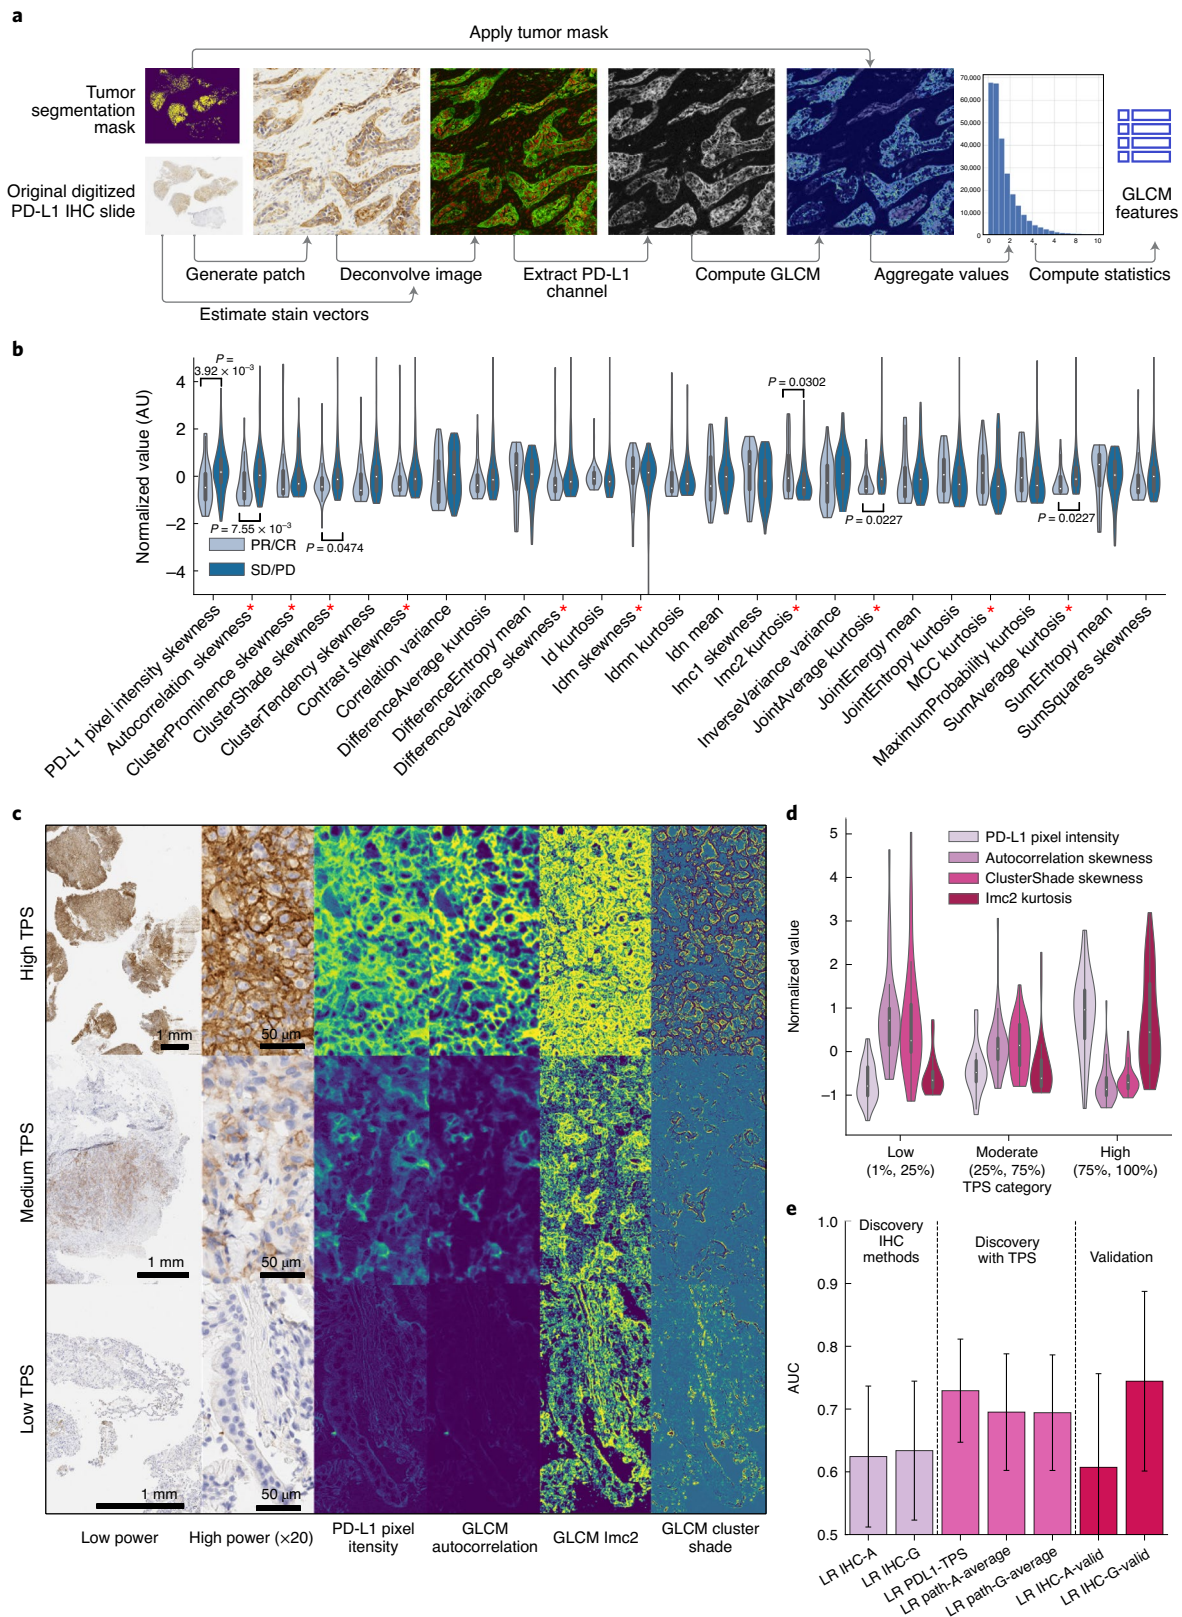 a
Apply tumor mask
Tumor
segmentation
mask
Original digitized
PD-L1 IHC slide
70,000
60,000
50,000
40,000
30,000
20,000
10,000
0
0 2 4 6 8 10
GLCM
features
Generate patch
Deconvolve image
Extract PD-L1
channel
Compute GLCM
Aggregate values
Compute statistics
Estimate stain vectors
b
Normalized value (AU)
4
2
0
−2
−4
P =
3.92 × 10−3
P = 7.55 × 10−3
P = 0.0474
P = 0.0302
P = 0.0227
P = 0.0227
PR/CR
SD/PD
PD-L1 pixel intensity skewness
Autocorrelation skewness*
ClusterProminence skewness*
ClusterShade skewness*
ClusterTendency skewness
Contrast skewness*
Correlation variance
DifferenceAverage kurtosis
DifferenceEntropy mean
DifferenceVariance skewness*
Id kurtosis
Idm skewness*
Idmn kurtosis
Idn mean
Imc1 skewness
Imc2 kurtosis*
InverseVariance variance
JointAverage kurtosis*
JointEnergy mean
JointEntropy kurtosis
MCC kurtosis*
MaximumProbability kurtosis
SumAverage kurtosis*
SumEntropy mean
SumSquares skewness
c
High TPS
Medium TPS
Low TPS
1 mm
50 µm
1 mm
50 µm
1 mm
50 µm
Low power
High power (×20)
PD-L1 pixel
itensity
GLCM
autocorrelation
GLCM Imc2
GLCM cluster
shade
d
Normalized value
5
4
3
2
1
0
−1
PD-L1 pixel intensity
Autocorrelation skewness
ClusterShade skewness
Imc2 kurtosis
Low
(1%, 25%)
Moderate
(25%, 75%)
High
(75%, 100%)
TPS category
e
AUC
1.0
0.9
0.8
0.7
0.6
0.5
Discovery
IHC
methods
Discovery
with TPS
Validation
LR IHC-A
LR IHC-G
LR PDL1-TPS
LR path-A-average
LR path-G-average
LR IHC-A-valid
LR IHC-G-valid